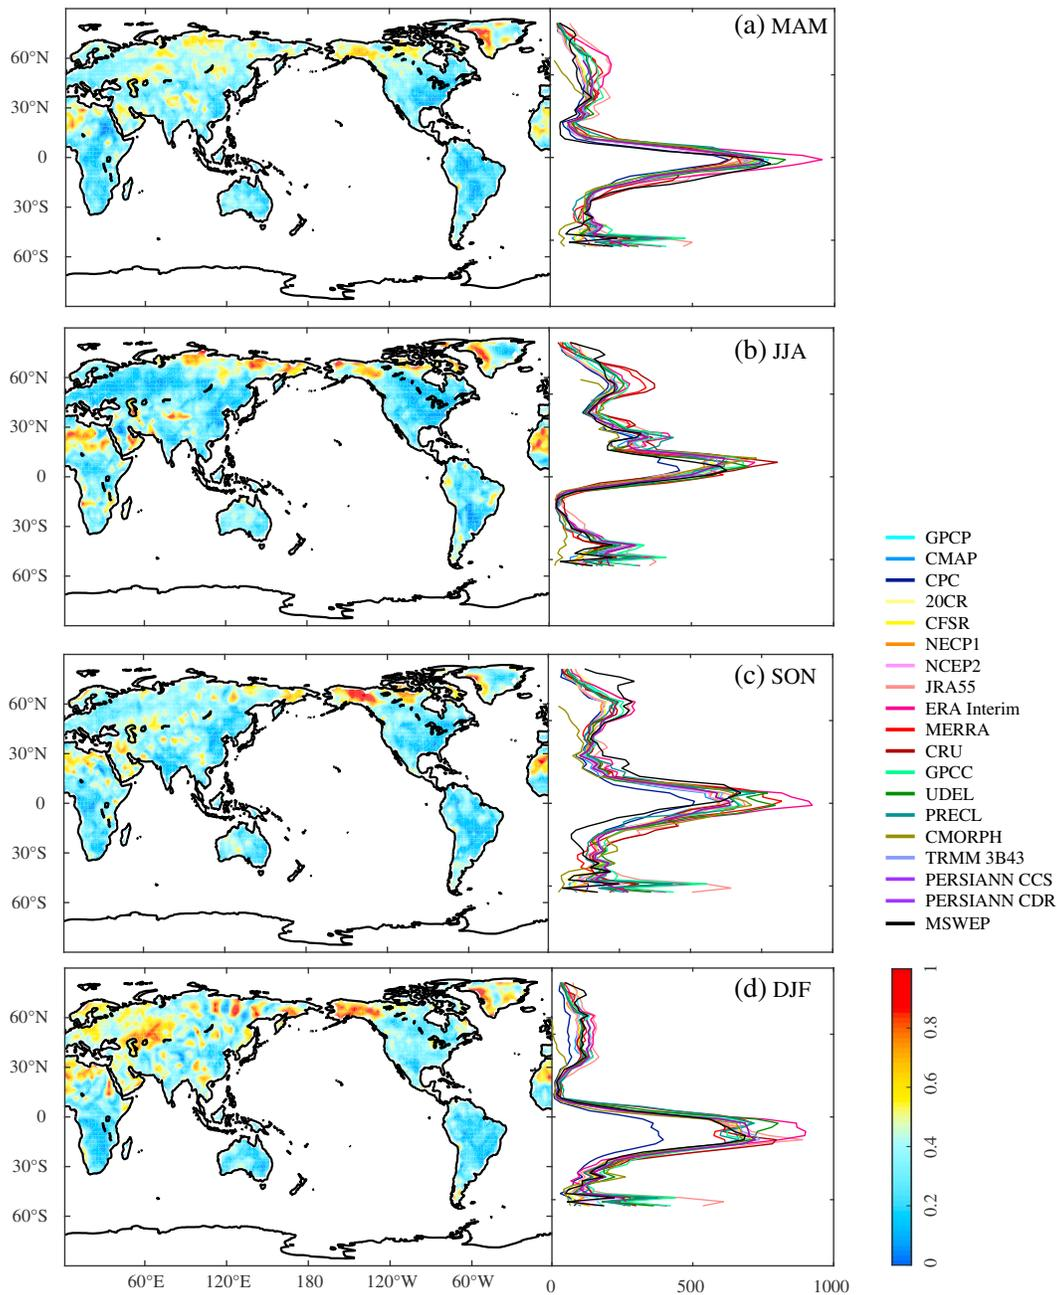 (a) MAM
60°N
30°N
0
30°S
60°S
(b) JJA
60°N
30°N
0
30°S
60°S
(c) SON
60°N
30°N
0
30°S
60°S
(d) DJF
60°N
30°N
0
30°S
60°S
60°E 120°E 180 120°W 60°W
0 500 1000
GPCP
CMAP
CPC
20CR
CFSR
NECP1
NCEP2
JRA55
ERA Interim
MERRA
CRU
GPCC
UDEL
PRECL
CMORPH
TRMM 3B43
PERSIANN CCS
PERSIANN CDR
MSWEP
1
0.8
0.6
0.4
0.2
0